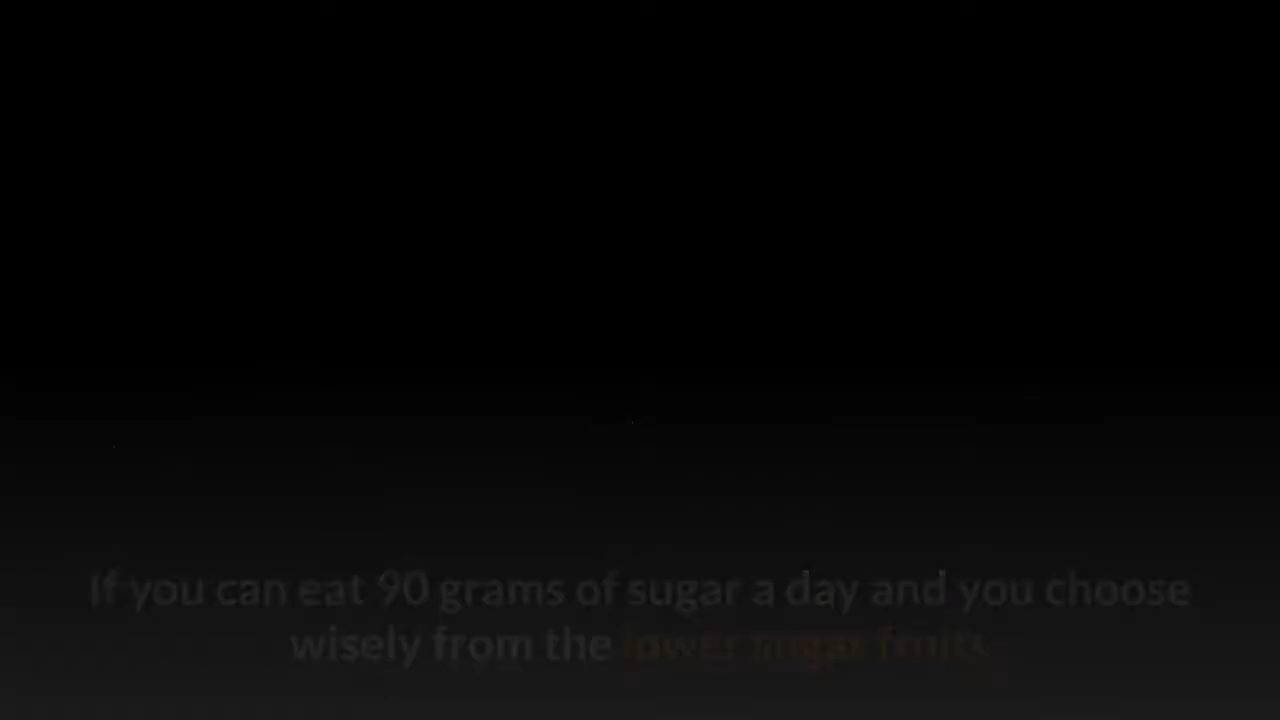 If you can eat 90 grams of sugar a day and you choose
wisely from the lower sugar fruits